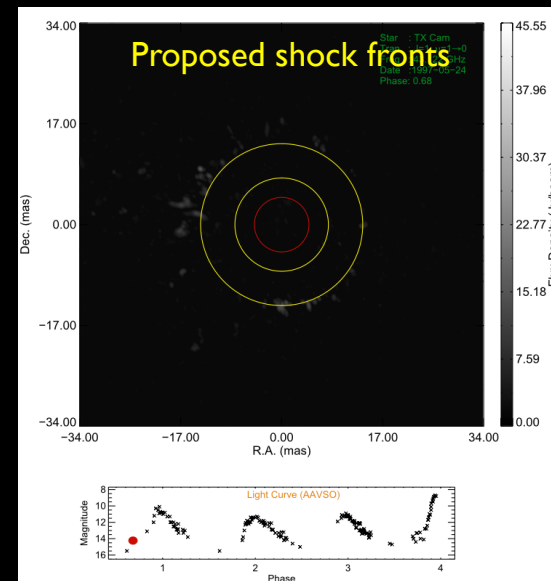 Proposed shock fronts
Star : TX Cam
Date :1997-05-24
Phase: 0.68
34.00
17.00
0.00
−17.00
−34.00
Dec. (mas)
−34.00
−17.00
0.00
17.00
34.00
R.A. (mas)
45.55
37.96
30.37
22.77
15.18
7.59
0.00
Light Curve (AAVSO)
Magnitude
8
10
12
14
16
1
2
3
4
Phase